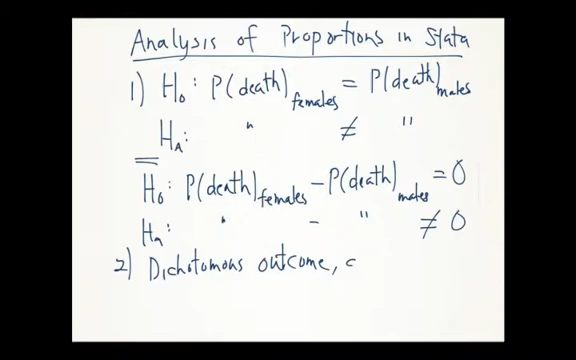 Analysis of Proportions in Stata
1) H0: P(death)females = P(death)males
HA: " ≠ "
H0: P(death)females - P(death)males = 0
Ha: " - " ≠ 0
2) Dichotomous outcome, c